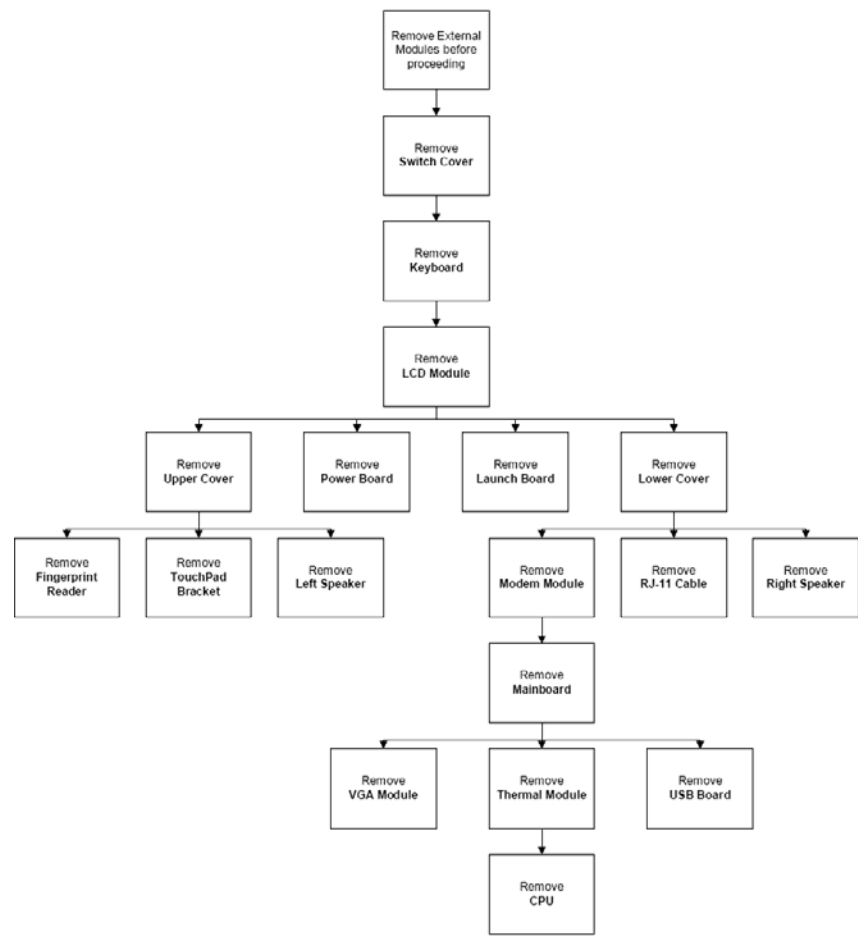 Remove External
Modules before
proceeding
Remove
Switch Cover
Remove
Keyboard
Remove
LCD Module
Remove
Upper Cover
Remove
Power Board
Remove
Launch Board
Remove
Lower Cover
Remove
Fingerprint
Reader
Remove
TouchPad
Bracket
Remove
Left Speaker
Remove
Modem Module
Remove
RJ-11 Cable
Remove
Right Speaker
Remove
Mainboard
Remove
VGA Module
Remove
Thermal Module
Remove
USB Board
Remove
CPU